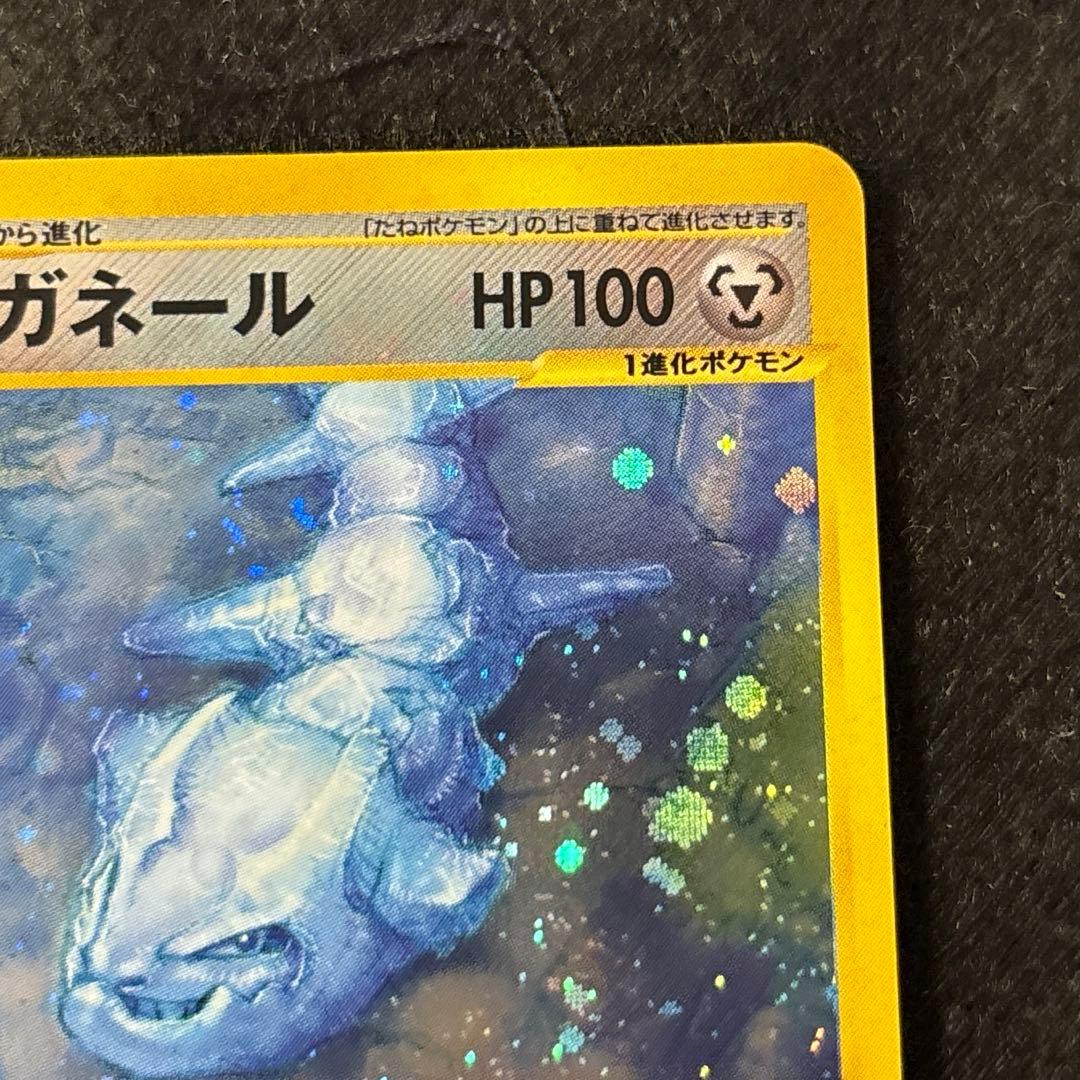 から進化
「たねポケモン」の上に重ねて進化させます。
ガネール HP100
1進化ポケモン